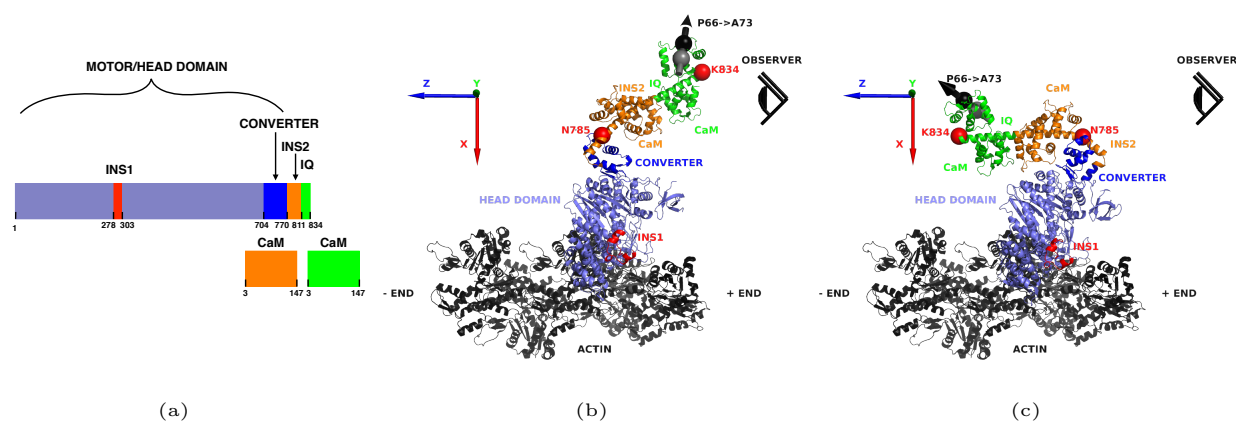 MOTOR/HEAD DOMAIN
CONVERTER
INS2
IQ
INS1
1
278 303
704 770 811 834
CaM CaM
3 147 3 147
(a)
P66->A73
OBSERVER
K834
Z Y
IQ
INS2
CaM
N785
X
CaM
CONVERTER
HEAD DOMAIN
INS1
- END
+ END
ACTIN
(b)
OBSERVER
P66->A73
CaM
Z Y
IQ
K834
N785
X
INS2
CaM
CONVERTER
HEAD DOMAIN
INS1
- END
+ END
ACTIN
(c)